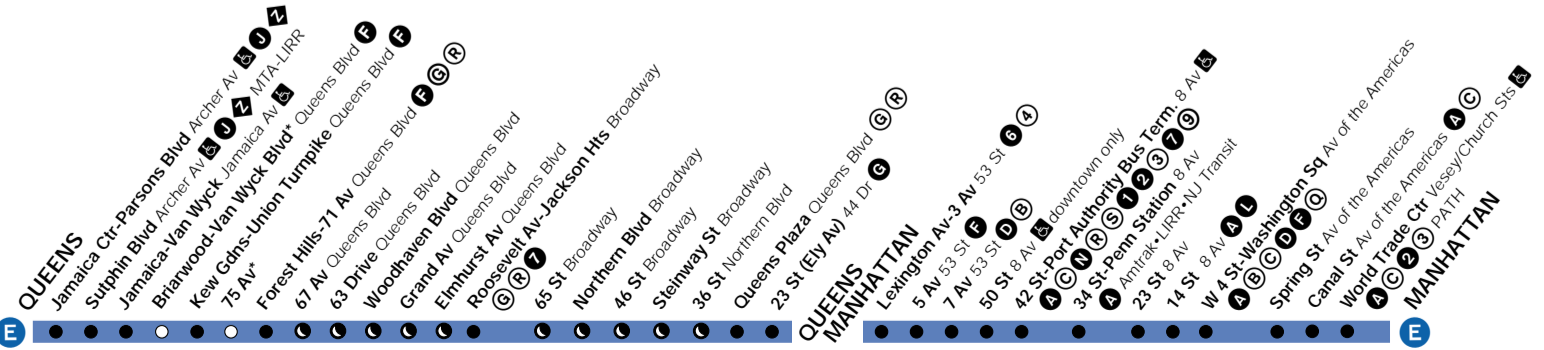 E
QUEENS
Jamaica Ctr-Parsons Blvd Archer Av J Z
Sutphin Blvd Archer Av J Z MTA-LIRR
Jamaica-Van Wyck Jamaica Av
Briarwood-Van Wyck Blvd* Queens Blvd F
Kew Gdns-Union Turnpike Queens Blvd F
75 Av*
Forest Hills-71 Av Queens Blvd F G R
67 Av Queens Blvd
63 Drive Queens Blvd
Woodhaven Blvd Queens Blvd
Grand Av Queens Blvd
Elmhurst Av Queens Blvd
Roosevelt Av-Jackson Hts Broadway
G R 7
65 St Broadway
Northern Blvd Broadway
46 St Broadway
Steinway St Broadway
36 St Northern Blvd
Queens Plaza Queens Blvd G R
23 St (Ely Av) 44 Dr G
QUEENS
MANHATTAN
Lexington Av-3 Av 53 St 6 4
5 Av 53 St F
7 Av 53 St D B
50 St 8 Av downtown only
42 St-Port Authority Bus Term. 8 Av
A C N R S 1 2 3 7 9
34 St-Penn Station 8 Av
A Amtrak•LIRR•NJ Transit
23 St 8 Av
14 St 8 Av A L
W 4 St-Washington Sq Av of the Americas
A B C D F Q
Spring St Av of the Americas
Canal St Av of the Americas A C
World Trade Ctr Vesey/Church Sts
A C 2 3 PATH
MANHATTAN
E